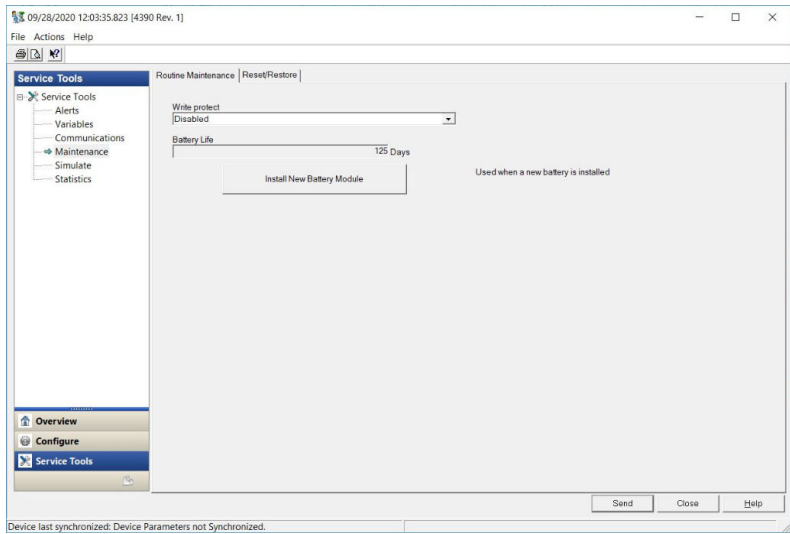 09/28/2020 12:03:35.823 [4390 Rev. 1]
File Actions Help
Service Tools
Service Tools
Alerts
Variables
Communications
Maintenance
Simulate
Statistics
Overview
Configure
Service Tools
Routine Maintenance Reset/Restore
Write protect
Disabled
Battery Life
125 Days
Install New Battery Module
Used when a new battery is installed
Send Close Help
Device last synchronized: Device Parameters not Synchronized.